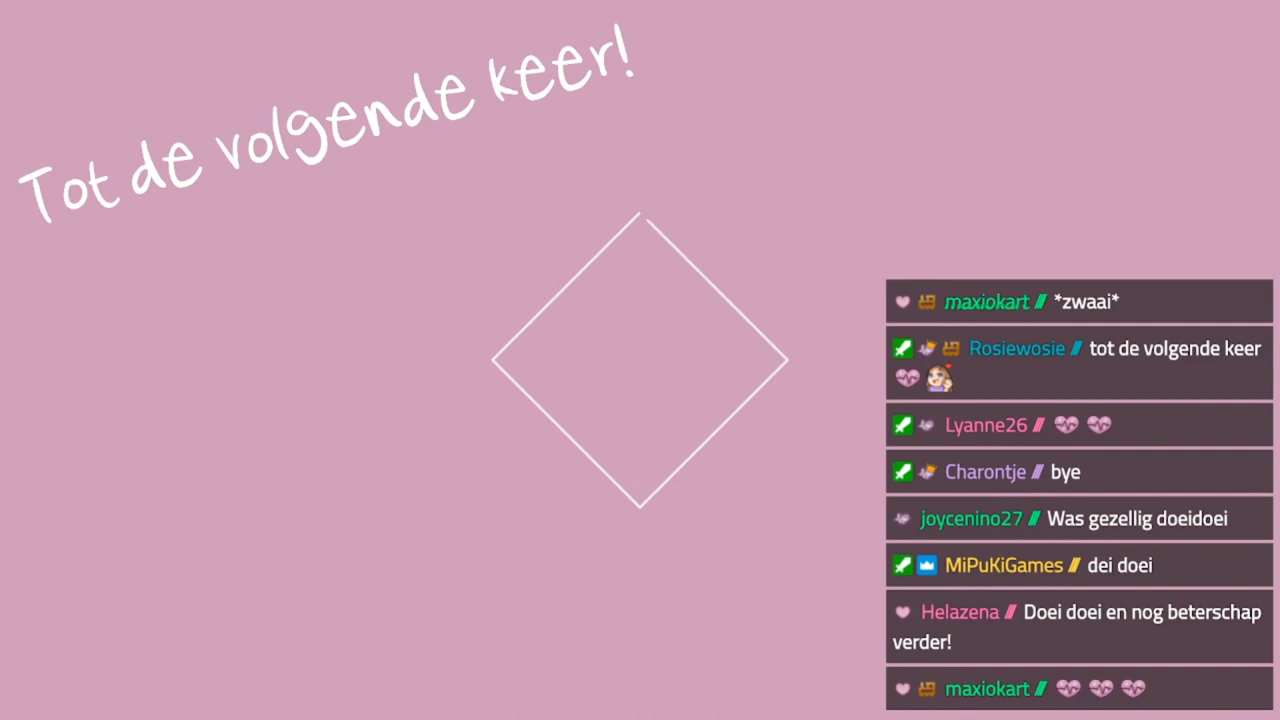 Tot de volgende keer!
maxiokart // *zwaai*
Rosiewosie // tot de volgende keer
Lyanne26 //
Charontje // bye
joycenino27 // Was gezellig doeidoei
MiPuKiGames // dei doei
Helazena // Doei doei en nog beterschap
verder!
maxiokart //